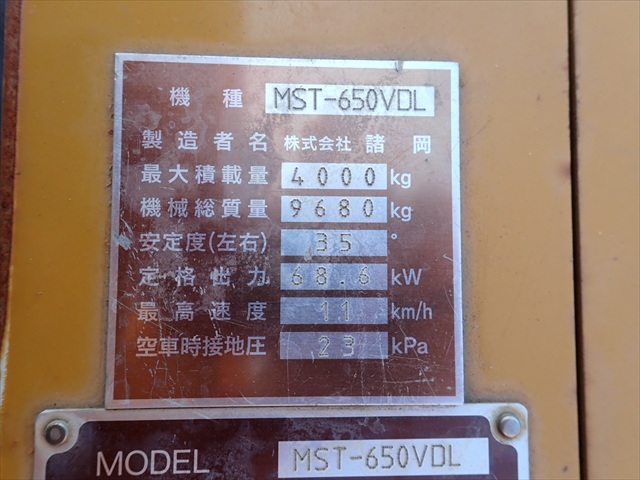 機種 MST-650VDL
製造者名 株式会社 諸岡
最大積載量 4000 kg
機械総質量 9680 kg
安定度(左右) 35 °
定格出力 68.6 kW
最高速度 11 km/h
空車時接地圧 23 kPa
MODEL MST-650VDL